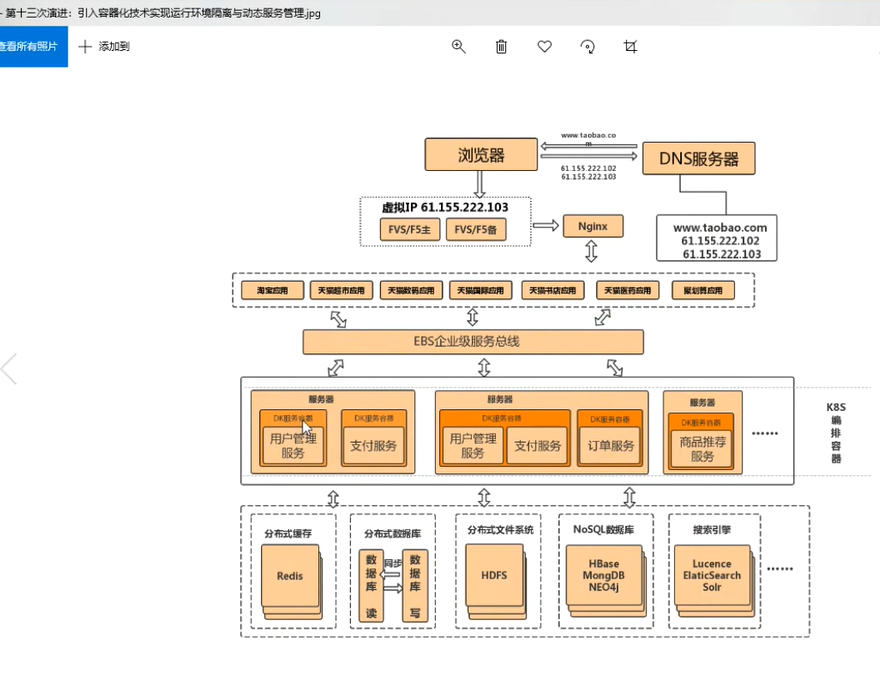 - 第十三次演进：引入容器化技术实现运行环境隔离与动态服务管理.jpg
查看所有照片
添加到
www.taobao.co
m
浏览器
DNS服务器
61.155.222.102
61.155.222.103
虚拟IP 61.155.222.103
FVS/F5主
FVS/F5备
Nginx
www.taobao.com
61.155.222.102
61.155.222.103
淘宝应用
天猫超市应用
天猫数码应用
天猫国际应用
天猫书店应用
天猫医药应用
聚划算应用
EBS企业级服务总线
服务器
DK服务容器
用户管理
服务
DK服务容器
支付服务
服务器
DK服务容器
用户管理
服务
支付服务
DK服务容器
订单服务
服务器
DK服务容器
商品推荐
服务
······
K8S
编
排
容
器
分布式缓存
Redis
分布式数据库
数
据
库
读
同步
数
据
库
写
分布式文件系统
HDFS
NoSQL数据库
HBase
MongDB
NEO4j
搜索引擎
Lucence
ElaticSearch
Solr
······